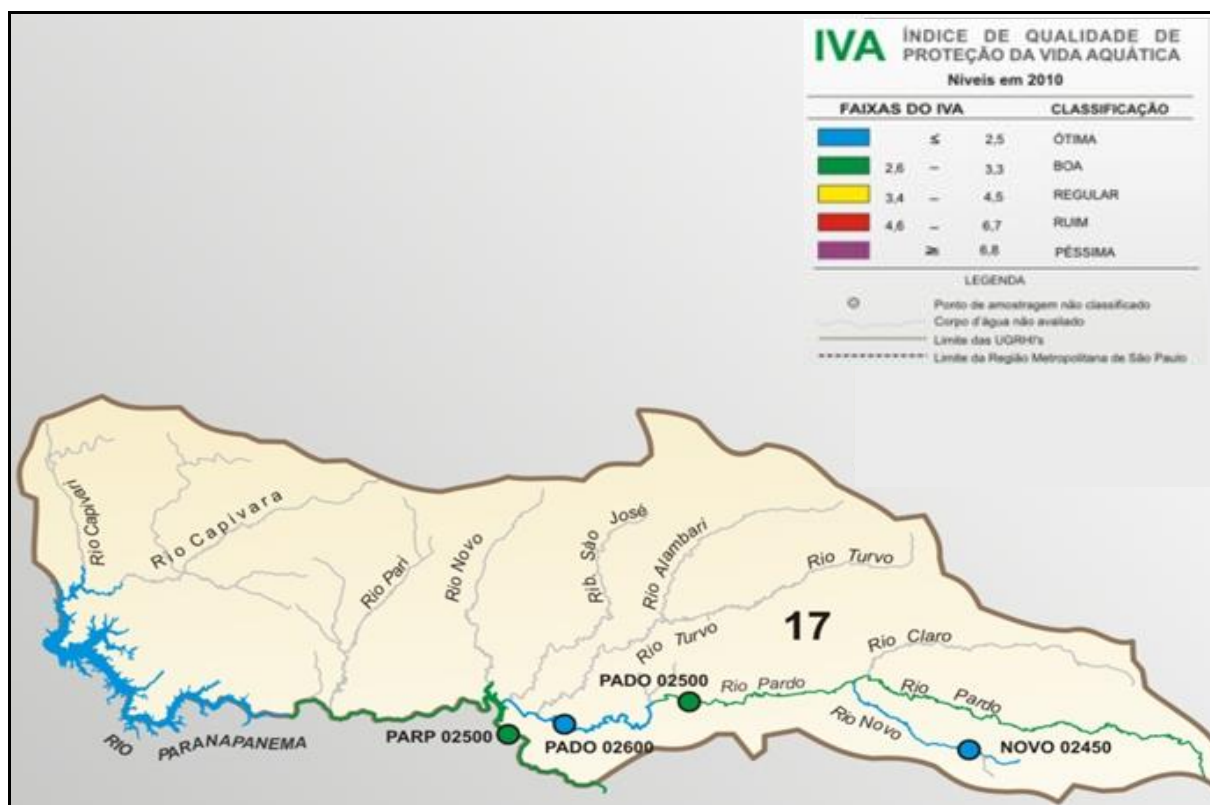 IVA ÍNDICE DE QUALIDADE DE
PROTEÇÃO DA VIDA AQUÁTICA
Níveis em 2010
FAIXAS DO IVA CLASSIFICAÇÃO
≤ 2,5 ÓTIMA
2,6 – 3,3 BOA
3,4 – 4,5 REGULAR
4,6 – 6,7 RUIM
≥ 6,8 PÉSSIMA
LEGENDA
Ponto de amostragem não classificado
Corpo d'água não avaliado
Limite das UGRHI's
Limite da Região Metropolitana de São Paulo
Rio Capivari
Rio Capivara
Rio Pari
Rio Novo
Rib. São José
Rio Alambari
Rio Turvo
Rio Turvo
17
Rio Claro
PADO 02500
Rio Pardo
Rio Pardo
Rio Novo
PARP 02500
PADO 02600
NOVO 02450
RIO PARANAPANEMA